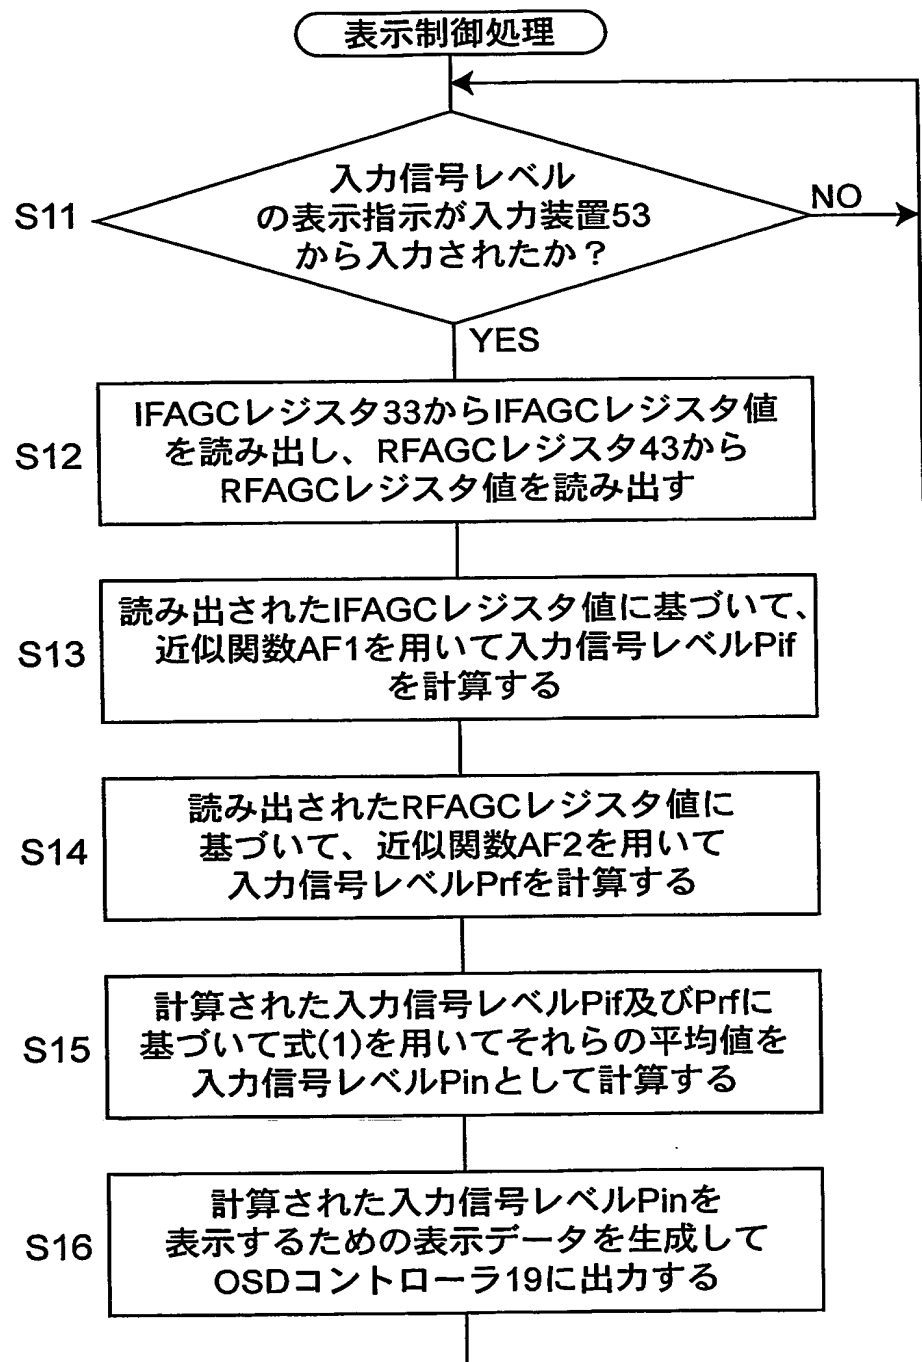 表示制御処理
S11
入力信号レベル
の表示指示が入力装置53
から入力されたか？
NO
YES
S12
IFAGCレジスタ33からIFAGCレジスタ値
を読み出し、RFAGCレジスタ43から
RFAGCレジスタ値を読み出す
S13
読み出されたIFAGCレジスタ値に基づいて、
近似関数AF1を用いて入力信号レベルPif
を計算する
S14
読み出されたRFAGCレジスタ値に
基づいて、近似関数AF2を用いて
入力信号レベルPrfを計算する
S15
計算された入力信号レベルPif及びPrfに
基づいて式(1)を用いてそれらの平均値を
入力信号レベルPinとして計算する
S16
計算された入力信号レベルPinを
表示するための表示データを生成して
OSDコントローラ19に出力する